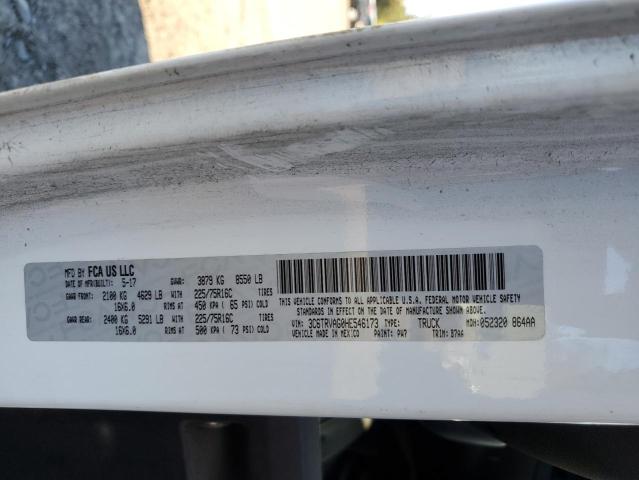 MFD BY FCA US LLC
DATE OF MFR(BUILT): 5-17 GVWR: 3879 KG 8550 LB
GAWR FRONT: 2100 KG 4629 LB WITH 225/75R16C TIRES
16X6.0 RIMS AT 450 KPA ( 65 PSI) COLD
GAWR REAR: 2400 KG 5291 LB WITH 225/75R16C TIRES
16X6.0 RIMS AT 500 KPA ( 73 PSI) COLD
THIS VEHICLE CONFORMS TO ALL APPLICABLE U.S.A. FEDERAL MOTOR VEHICLE SAFETY
STANDARDS IN EFFECT ON THE DATE OF MANUFACTURE SHOWN ABOVE.
VIN: 3C6TRVAG0HE546173 TYPE: TRUCK MDH: 052320 864AA
VEHICLE MADE IN MEXICO PAINT: PW7 TRIM: B7AA